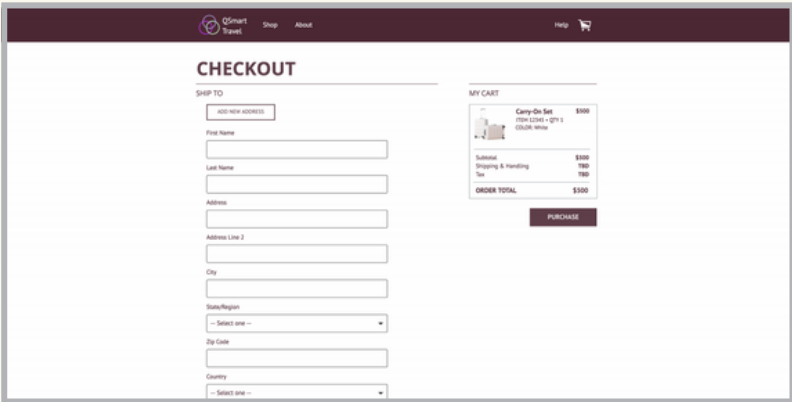 QSmart
Travel
Shop
About
Help
CHECKOUT
SHIP TO
ADD NEW ADDRESS
First Name
Last Name
Address
Address Line 2
City
State/Region
-- Select one --
Zip Code
Country
-- Select one --
MY CART
Carry-On Set $500
ITEM 12345 • QTY 1
COLOR: White
Subtotal $500
Shipping & Handling TBD
Tax TBD
ORDER TOTAL $500
PURCHASE